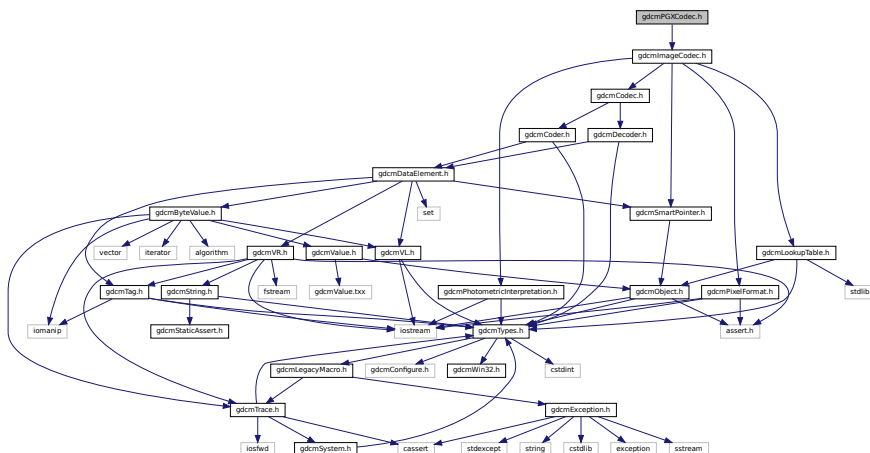 gdcmPGXCodec.h
gdcmImageCodec.h
gdcmCodec.h
gdcmCoder.h
gdcmDecoder.h
gdcmDataElement.h
gdcmByteValue.h
set
gdcmSmartPointer.h
vector
iterator
algorithm
gdcmVR.h
gdcmValue.h
gdcmVL.h
gdcmLookupTable.h
gdcmTag.h
gdcmString.h
fstream
gdcmValue.txx
gdcmPhotometricInterpretation.h
gdcmObject.h
gdcmPixelFormat.h
stdlib
iomanip
gdcmStaticAssert.h
iostream
gdcmTypes.h
assert.h
gdcmLegacyMacro.h
gdcmConfigure.h
gdcmWin32.h
cstdint
gdcmTrace.h
gdcmException.h
iosfwd
gdcmSystem.h
cassert
stdexcept
string
cstdlib
exception
sstream